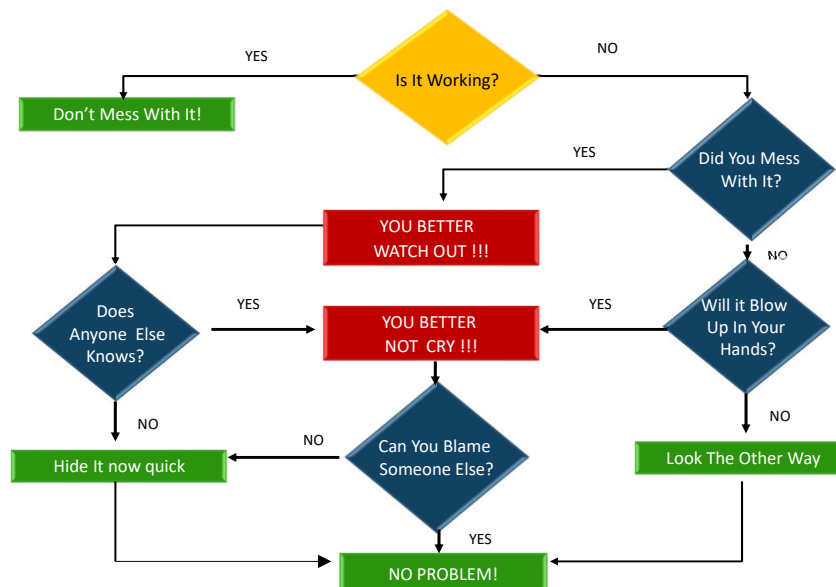 YES
Is It Working?
NO
Don't Mess With It!
YES
Did You Mess
With It?
YOU BETTER
WATCH OUT !!!
NO
Does
Anyone Else
Knows?
YES
YOU BETTER
NOT CRY !!!
YES
Will it Blow
Up In Your
Hands?
NO
NO
Can You Blame
Someone Else?
NO
Hide It now quick
Look The Other Way
YES
NO PROBLEM!